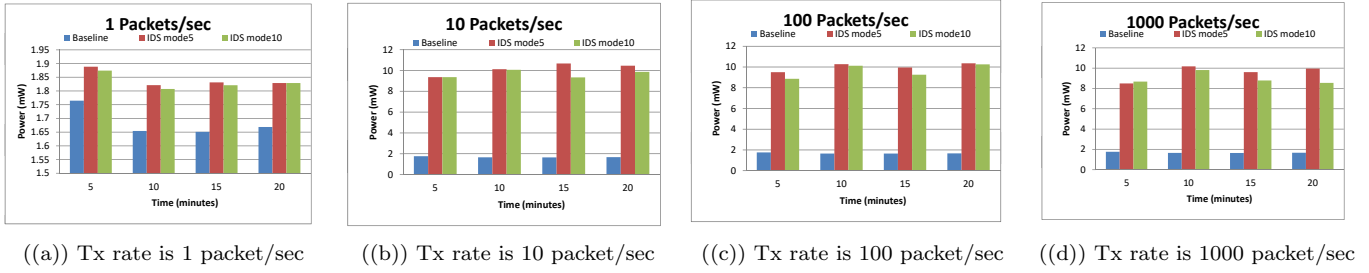 1 Packets/sec
Baseline IDS mode5 IDS mode10
Power (mW)
1.95
1.9
1.85
1.8
1.75
1.7
1.65
1.6
1.55
1.5
5 10 15 20
Time (minutes)
((a)) Tx rate is 1 packet/sec
10 Packets/sec
Baseline IDS mode5 IDS mode10
Power (mW)
12
10
8
6
4
2
0
5 10 15 20
Time (minutes)
((b)) Tx rate is 10 packet/sec
100 Packets/sec
Baseline IDS mode5 IDS mode10
Power (mW)
12
10
8
6
4
2
0
5 10 15 20
Time (minutes)
((c)) Tx rate is 100 packet/sec
1000 Packets/sec
Baseline IDS mode5 IDS mode10
Power (mW)
12
10
8
6
4
2
0
5 10 15 20
Time (minutes)
((d)) Tx rate is 1000 packet/sec